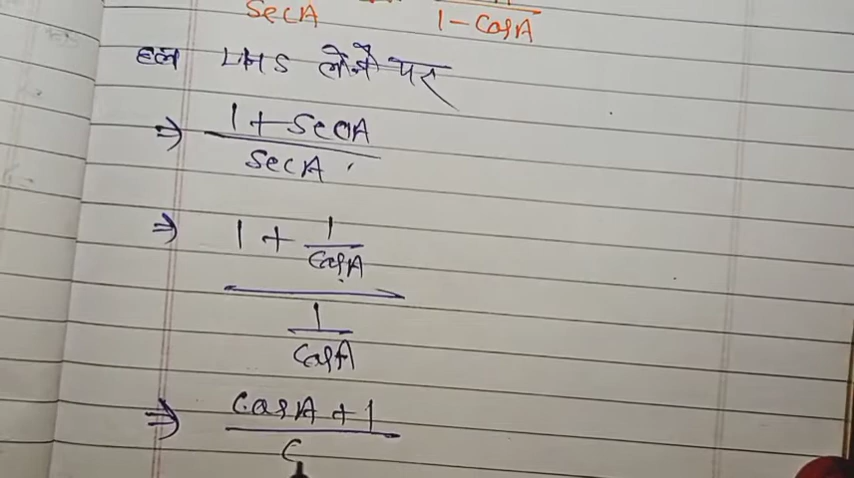 SecA 1 - CosA
हल LHS लेने पर
⇒ 1 + SecA
SecA
⇒ 1 + 1
CosA
1
CosA
⇒ CosA + 1
C